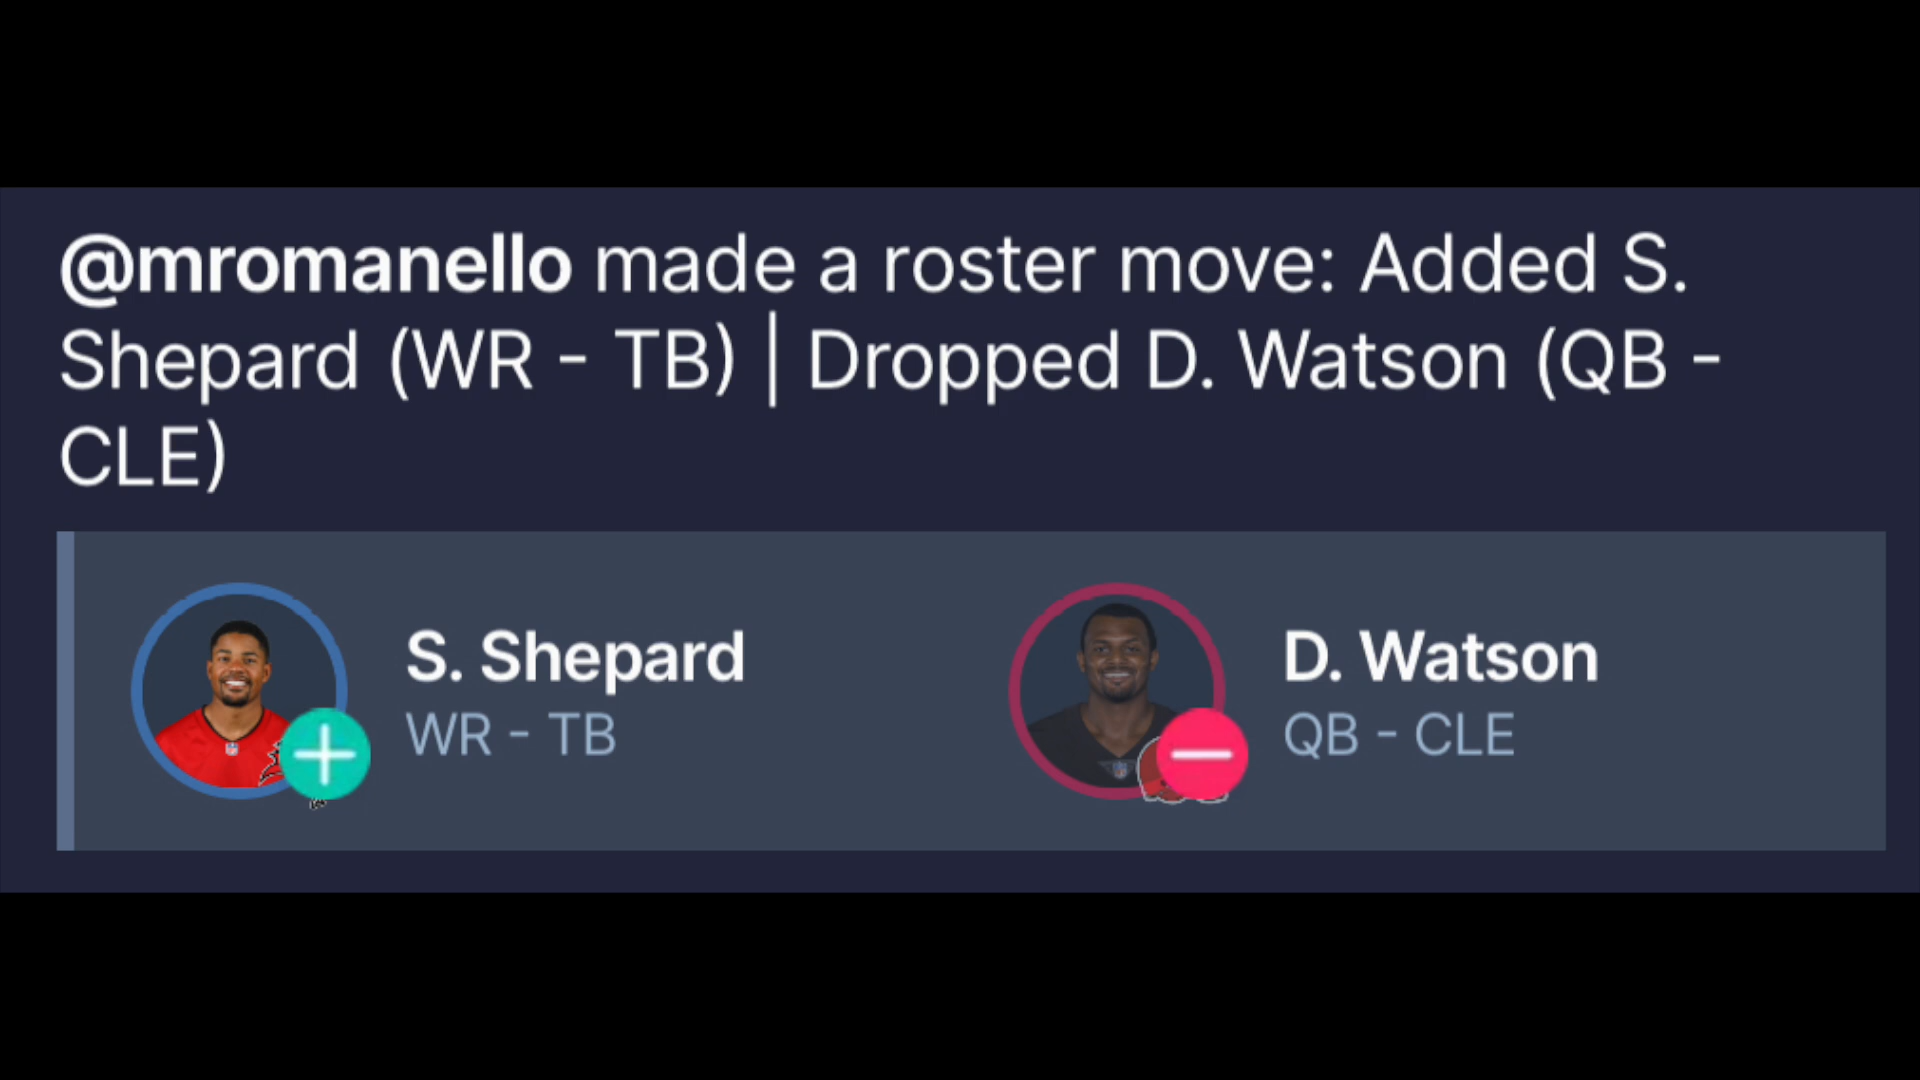 @mromanello made a roster move: Added S.
Shepard (WR - TB) | Dropped D. Watson (QB -
CLE)
S. Shepard
WR - TB
D. Watson
QB - CLE